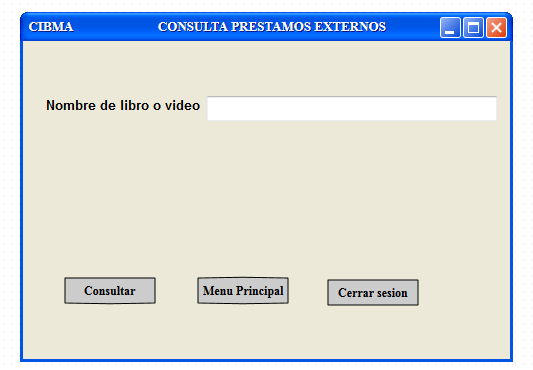 CIBMA CONSULTA PRESTAMOS EXTERNOS
Nombre de libro o video
Consultar Menu Principal Cerrar sesion